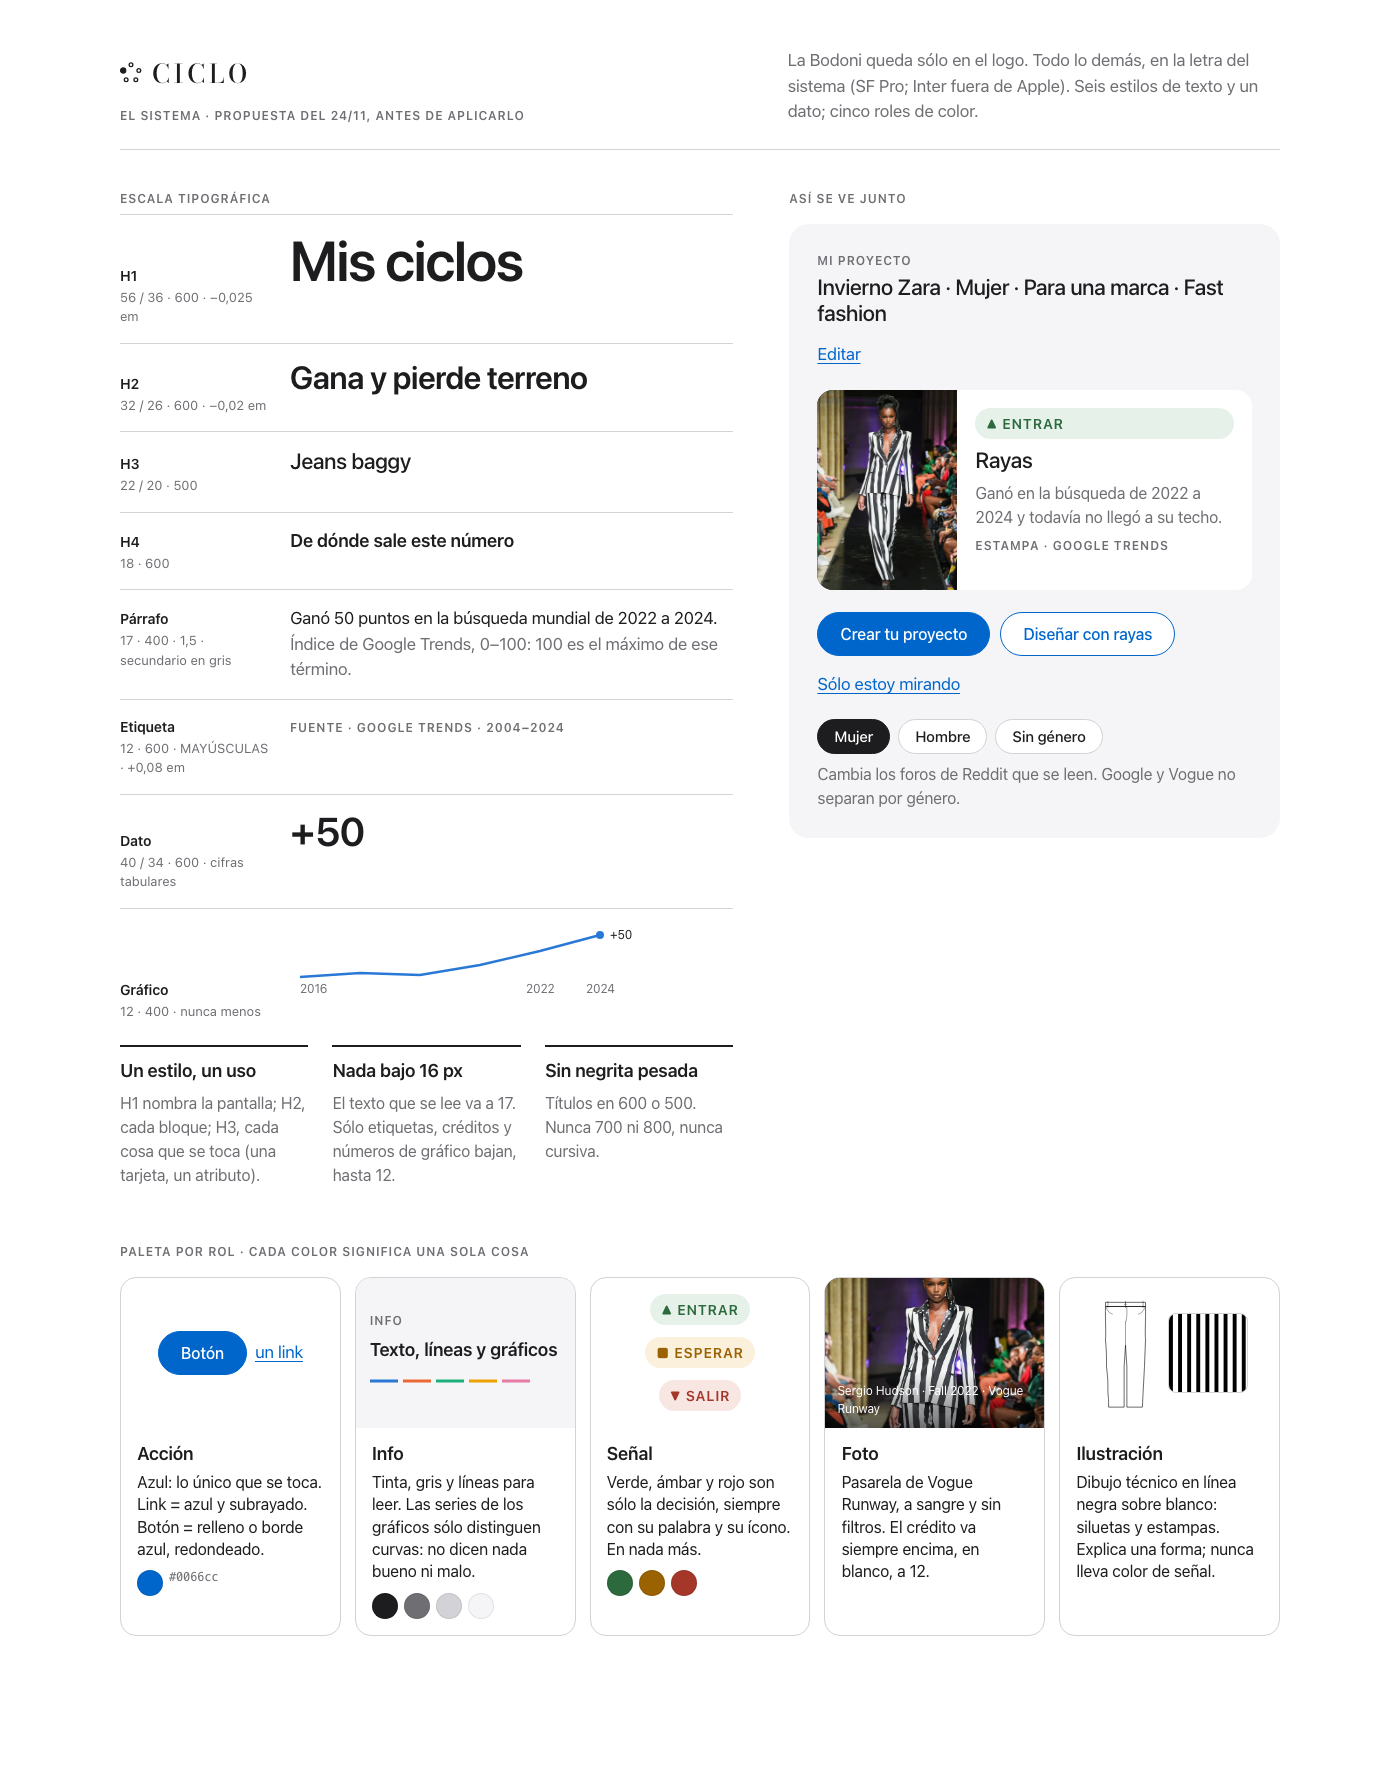 CICLO
EL SISTEMA · PROPUESTA DEL 24/11, ANTES DE APLICARLO
La Bodoni queda sólo en el logo. Todo lo demás, en la letra del
sistema (SF Pro; Inter fuera de Apple). Seis estilos de texto y un
dato; cinco roles de color.
ESCALA TIPOGRÁFICA
H1
56 / 36 · 600 · −0,025
em
Mis ciclos
H2
32 / 26 · 600 · −0,02 em
Gana y pierde terreno
H3
22 / 20 · 500
Jeans baggy
H4
18 · 600
De dónde sale este número
Párrafo
17 · 400 · 1,5 ·
secundario en gris
Ganó 50 puntos en la búsqueda mundial de 2022 a 2024.
Índice de Google Trends, 0–100: 100 es el máximo de ese
término.
Etiqueta
12 · 600 · MAYÚSCULAS
· +0,08 em
FUENTE · GOOGLE TRENDS · 2004–2024
Dato
40 / 34 · 600 · cifras
tabulares
+50
Gráfico
12 · 400 · nunca menos
+50
2016
2022
2024
Un estilo, un uso
H1 nombra la pantalla; H2,
cada bloque; H3, cada
cosa que se toca (una
tarjeta, un atributo).
Nada bajo 16 px
El texto que se lee va a 17.
Sólo etiquetas, créditos y
números de gráfico bajan,
hasta 12.
Sin negrita pesada
Títulos en 600 o 500.
Nunca 700 ni 800, nunca
cursiva.
ASÍ SE VE JUNTO
MI PROYECTO
Invierno Zara · Mujer · Para una marca · Fast
fashion
Editar
ENTRAR
Rayas
Ganó en la búsqueda de 2022 a
2024 y todavía no llegó a su techo.
ESTAMPA · GOOGLE TRENDS
Crear tu proyecto
Diseñar con rayas
Sólo estoy mirando
Mujer
Hombre
Sin género
Cambia los foros de Reddit que se leen. Google y Vogue no
separan por género.
PALETA POR ROL · CADA COLOR SIGNIFICA UNA SOLA COSA
Botón
un link
Acción
Azul: lo único que se toca.
Link = azul y subrayado.
Botón = relleno o borde
azul, redondeado.
#0066cc
INFO
Texto, líneas y gráficos
Info
Tinta, gris y líneas para
leer. Las series de los
gráficos sólo distinguen
curvas: no dicen nada
bueno ni malo.
ENTRAR
ESPERAR
SALIR
Señal
Verde, ámbar y rojo son
sólo la decisión, siempre
con su palabra y su ícono.
En nada más.
Sergio Hudson · Fall 2022 · Vogue
Runway
Foto
Pasarela de Vogue
Runway, a sangre y sin
filtros. El crédito va
siempre encima, en
blanco, a 12.
Ilustración
Dibujo técnico en línea
negra sobre blanco:
siluetas y estampas.
Explica una forma; nunca
lleva color de señal.